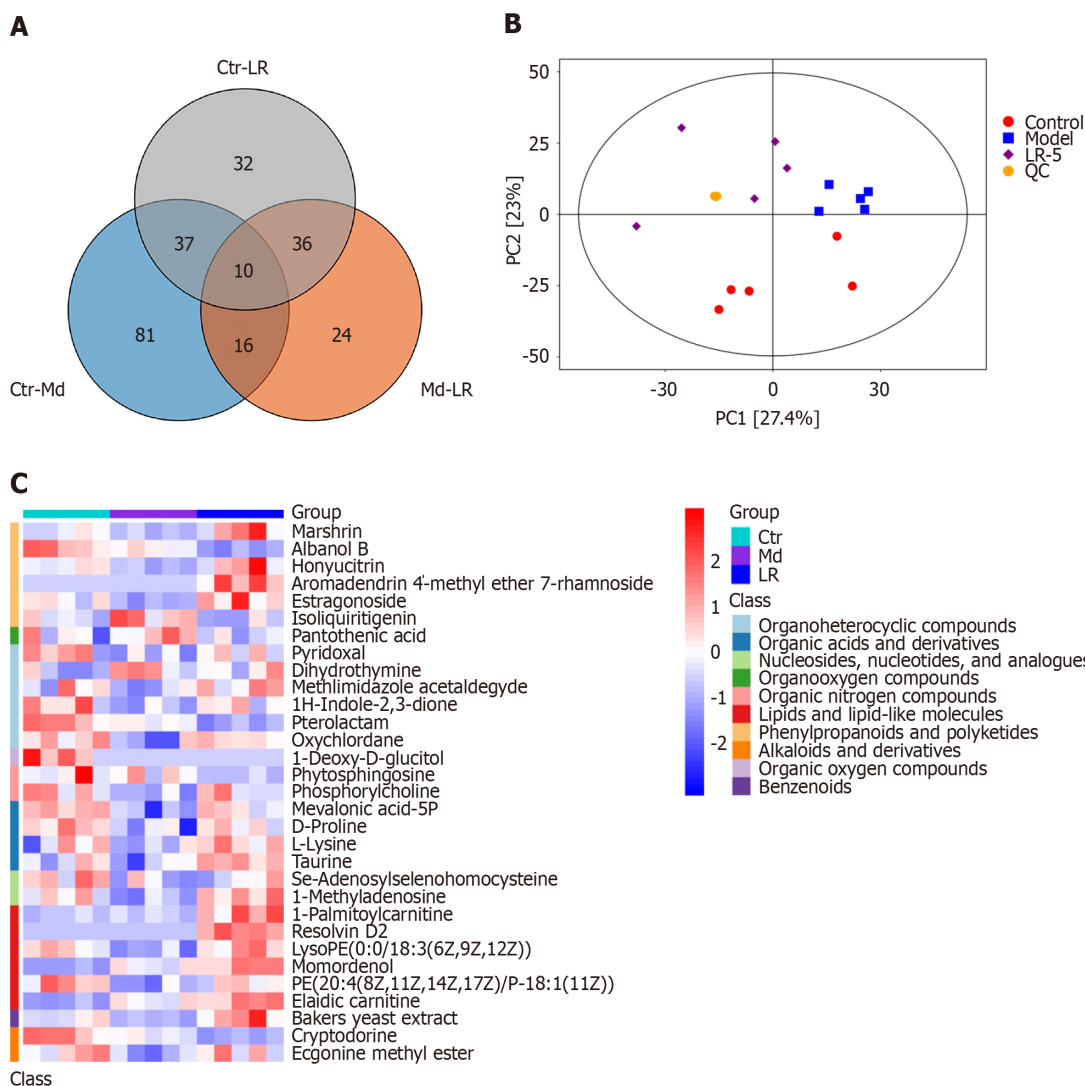 A
Ctr-LR
32
37
36
10
81
16
24
Ctr-Md
Md-LR
B
50
25
0
-25
-50
PC2 [23%]
-30
0
30
PC1 [27.4%]
Control
Model
LR-5
QC
C
Group
Marshrin
Albanol B
Honyucitrin
Aromadendrin 4'-methyl ether 7-rhamnoside
Estragonoside
Isoliquiritigenin
Pantothenic acid
Pyridoxal
Dihydrothymine
Methlimidazole acetaldegyde
1H-Indole-2,3-dione
Pterolactam
Oxychlordane
1-Deoxy-D-glucitol
Phytosphingosine
Phosphorylcholine
Mevalonic acid-5P
D-Proline
L-Lysine
Taurine
Se-Adenosylselenohomocysteine
1-Methyladenosine
1-Palmitoylcarnitine
Resolvin D2
LysoPE(0:0/18:3(6Z,9Z,12Z))
Momordenol
PE(20:4(8Z,11Z,14Z,17Z)/P-18:1(11Z))
Elaidic carnitine
Bakers yeast extract
Cryptodorine
Ecgonine methyl ester
Class
2
1
0
-1
-2
Group
Ctr
Md
LR
Class
Organoheterocyclic compounds
Organic acids and derivatives
Nucleosides, nucleotides, and analogues
Organooxygen compounds
Organic nitrogen compounds
Lipids and lipid-like molecules
Phenylpropanoids and polyketides
Alkaloids and derivatives
Organic oxygen compounds
Benzenoids